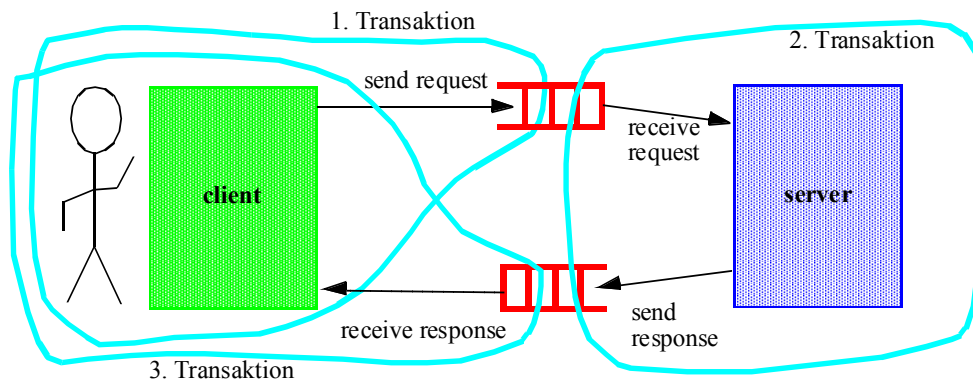 1. Transaktion
2. Transaktion
send request
receive
request
client
server
receive response
send
response
3. Transaktion